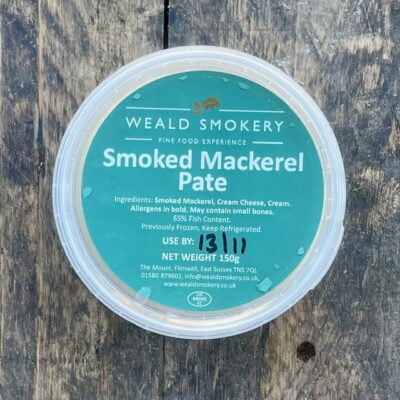 WEALD SMOKERY
FINE FOOD EXPERIENCE
Smoked Mackerel
Pate
Ingredients: Smoked Mackerel, Cream Cheese, Cream.
Allergens in bold. May contain small bones.
65% Fish Content.
Previously Frozen, Keep Refrigerated.
USE BY: 13/11
NET WEIGHT 150g
The Mount, Flimwell, East Sussex TN5 7QL
01580 879601, info@wealdsmokery.co.uk,
www.wealdsmokery.co.uk